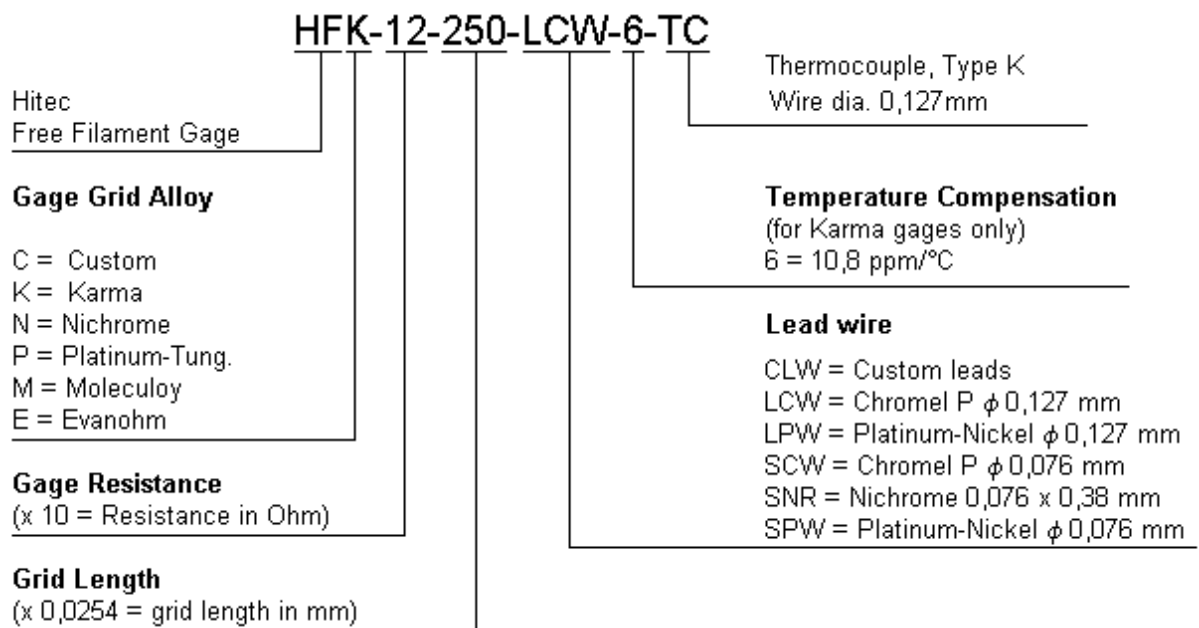 HFK-12-250-LCW-6-TC
Hitec
Free Filament Gage
Gage Grid Alloy
C = Custom
K = Karma
N = Nichrome
P = Platinum-Tung.
M = Moleculoy
E = Evanohm
Gage Resistance
(x 10 = Resistance in Ohm)
Grid Length
(x 0,0254 = grid length in mm)
Thermocouple, Type K
Wire dia. 0,127mm
Temperature Compensation
(for Karma gages only)
6 = 10,8 ppm/°C
Lead wire
CLW = Custom leads
LCW = Chromel P ϕ 0,127 mm
LPW = Platinum-Nickel ϕ 0,127 mm
SCW = Chromel P ϕ 0,076 mm
SNR = Nichrome 0,076 x 0,38 mm
SPW = Platinum-Nickel ϕ 0,076 mm